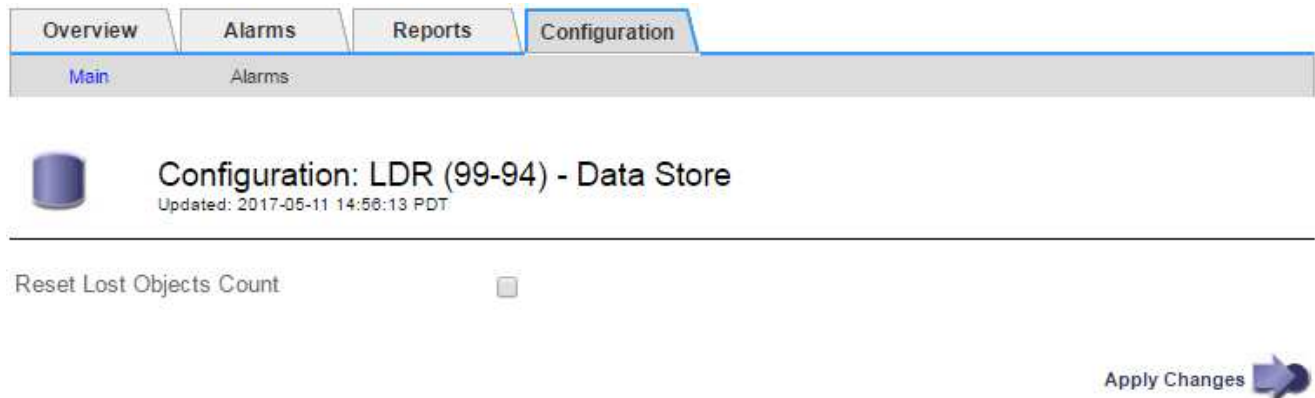 Overview Alarms Reports Configuration
Main Alarms
Configuration: LDR (99-94) - Data Store
Updated: 2017-05-11 14:56:13 PDT
Reset Lost Objects Count
Apply Changes